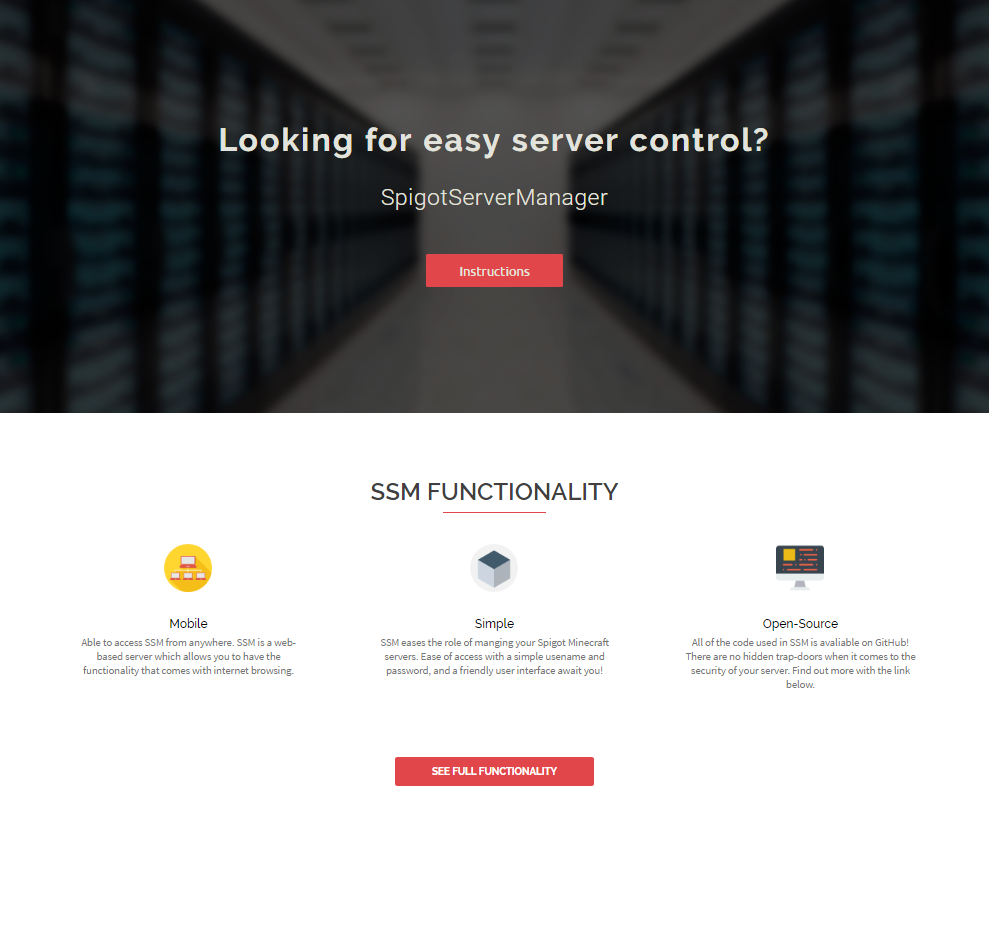 Looking for easy server control?
SpigotServerManager
Instructions
SSM FUNCTIONALITY
Mobile
Able to access SSM from anywhere. SSM is a web-
based server which allows you to have the
functionality that comes with internet browsing.
Simple
SSM eases the role of manging your Spigot Minecraft
servers. Ease of access with a simple usename and
password, and a friendly user interface await you!
Open-Source
All of the code used in SSM is avaliable on GitHub!
There are no hidden trap-doors when it comes to the
security of your server. Find out more with the link
below.
SEE FULL FUNCTIONALITY